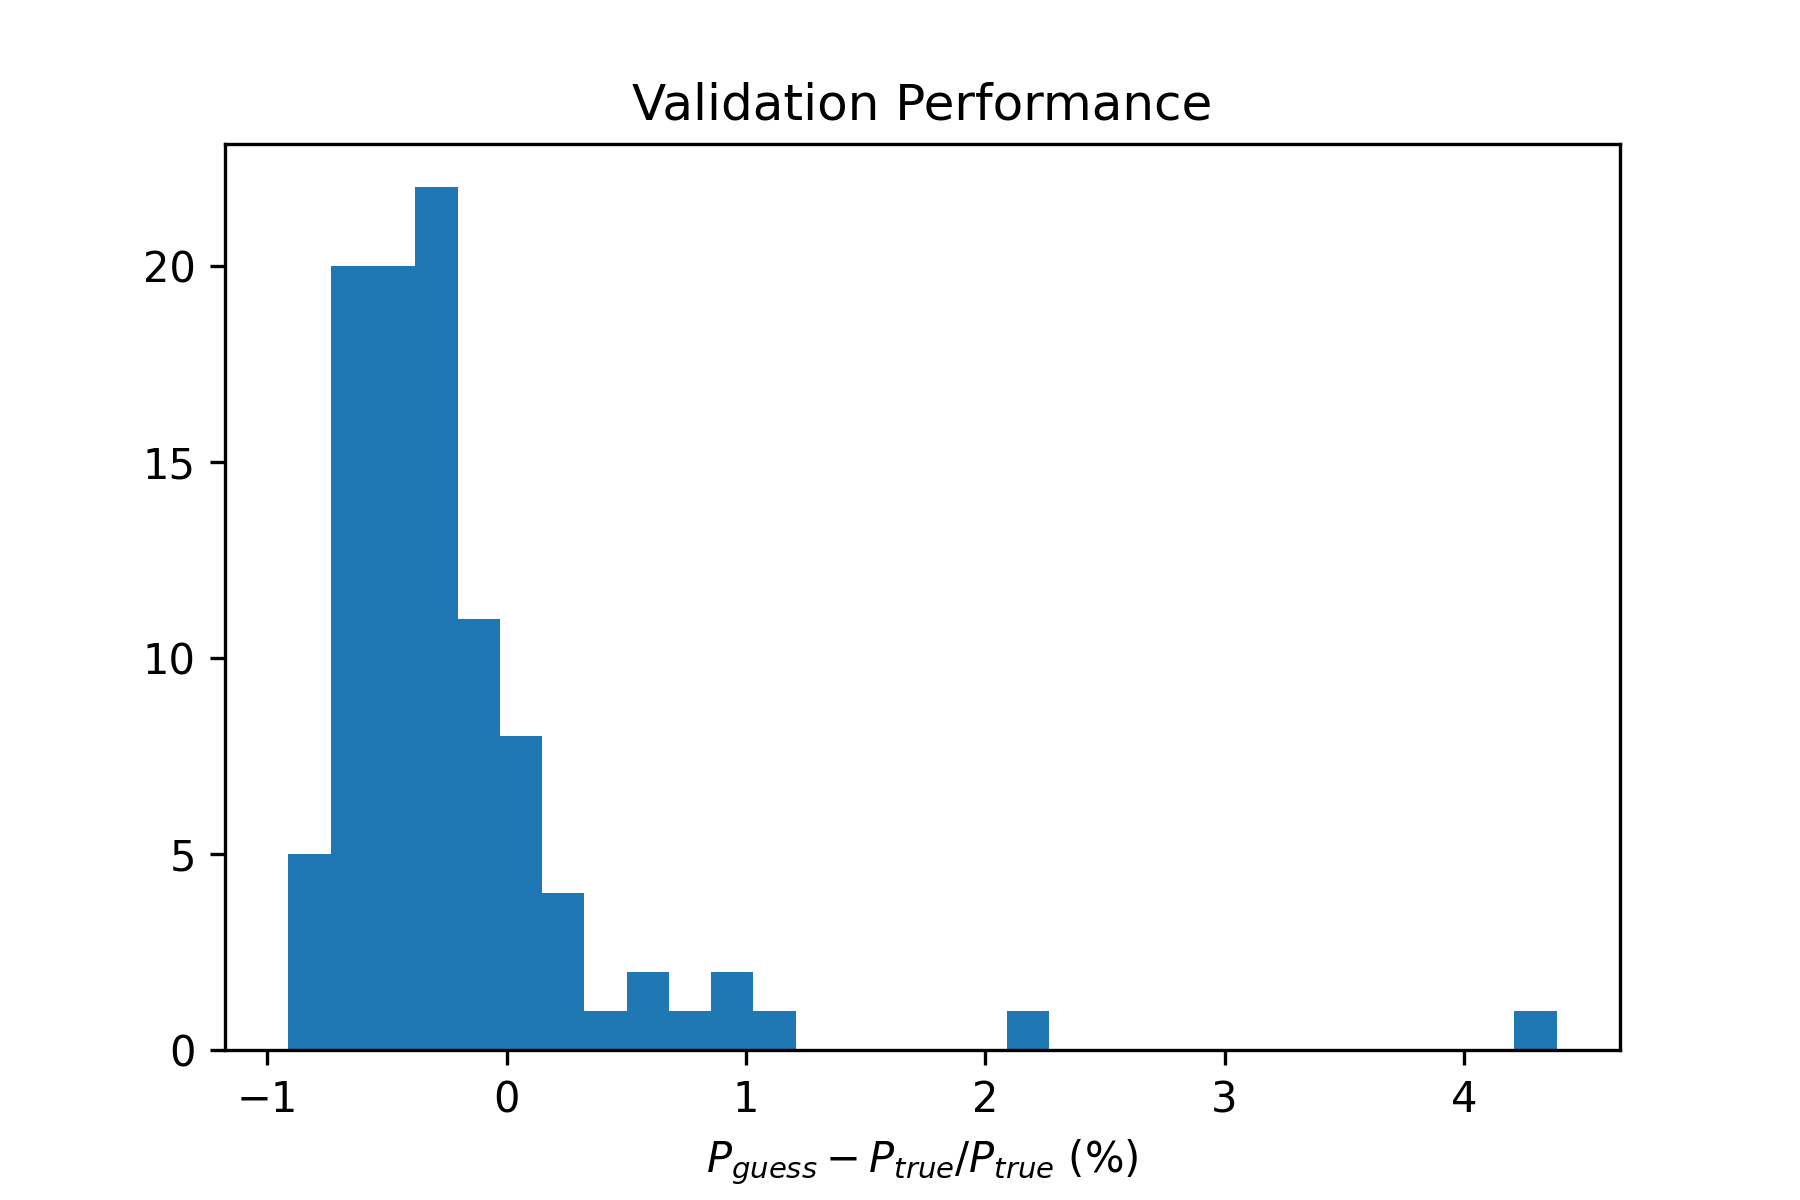 Validation Performance
20
15
10
5
0
−1 0 1 2 3 4
P_guess − P_true/P_true (%)